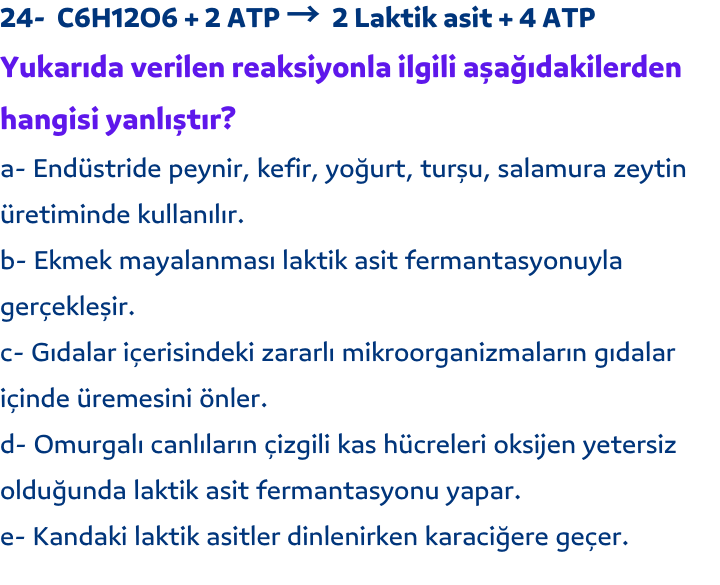 24-  C6H12O6 + 2 ATP → 2 Laktik asit + 4 ATP
Yukarıda verilen reaksiyonla ilgili aşağıdakilerden
hangisi yanlıştır?
a- Endüstride peynir, kefir, yoğurt, turşu, salamura zeytin
üretiminde kullanılır.
b- Ekmek mayalanması laktik asit fermantasyonuyla
gerçekleşir.
c- Gıdalar içerisindeki zararlı mikroorganizmaların gıdalar
içinde üremesini önler.
d- Omurgalı canlıların çizgili kas hücreleri oksijen yetersiz
olduğunda laktik asit fermantasyonu yapar.
e- Kandaki laktik asitler dinlenirken karaciğere geçer.